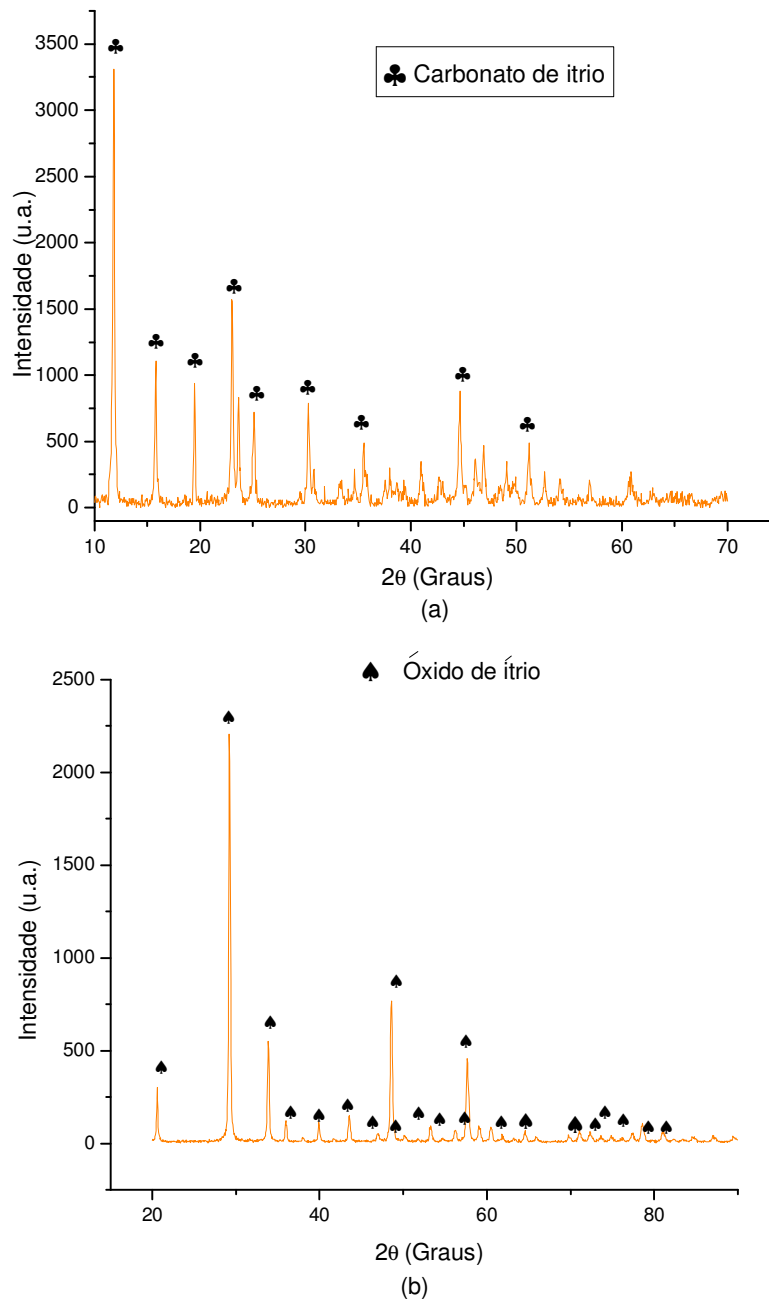 3500
♣ Carbonato de itrio
3000
2500
2000
1500
1000
500
0
Intensidade (u.a.)
10 20 30 40 50 60 70
2θ (Graus)
(a)
♠ Óxido de ítrio
2500
2000
1500
1000
500
0
Intensidade (u.a.)
20 40 60 80
2θ (Graus)
(b)